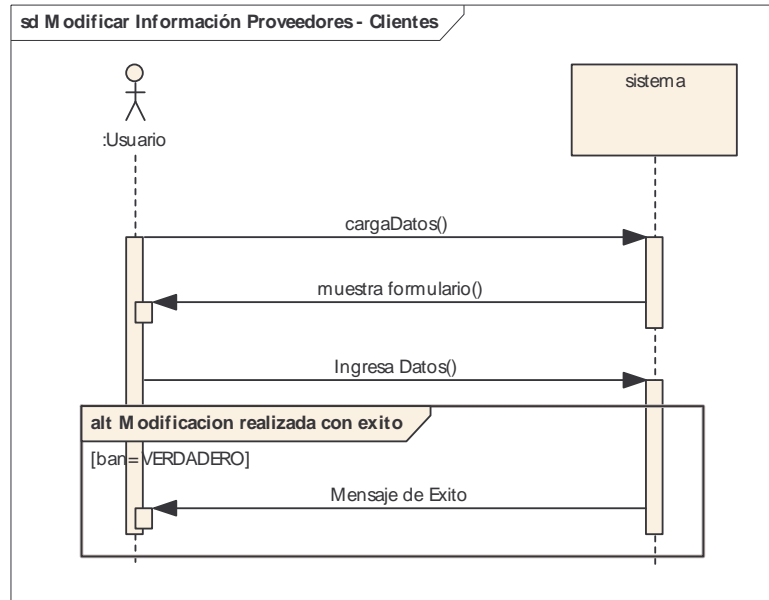 sd Modificar Información Proveedores - Clientes
:Usuario
sistema
cargaDatos()
muestra formulario()
Ingresa Datos()
alt Modificacion realizada con exito
[ban=VERDADERO]
Mensaje de Exito